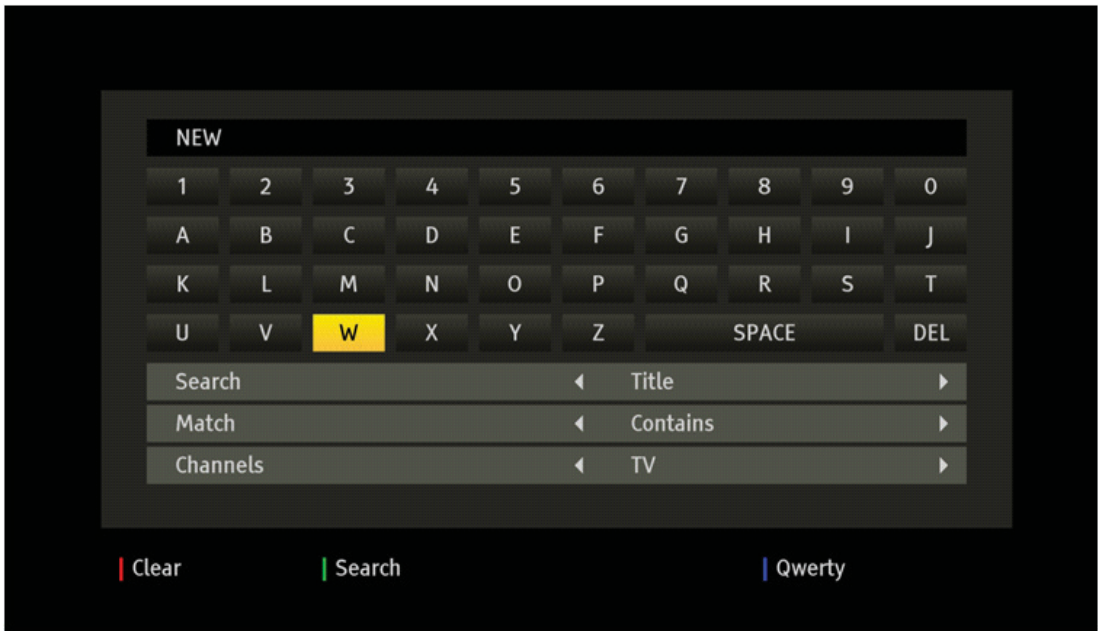 NEW
1 2 3 4 5 6 7 8 9 0
A B C D E F G H I J
K L M N O P Q R S T
U V W X Y Z SPACE DEL
Search Title
Match Contains
Channels TV
Clear Search Qwerty